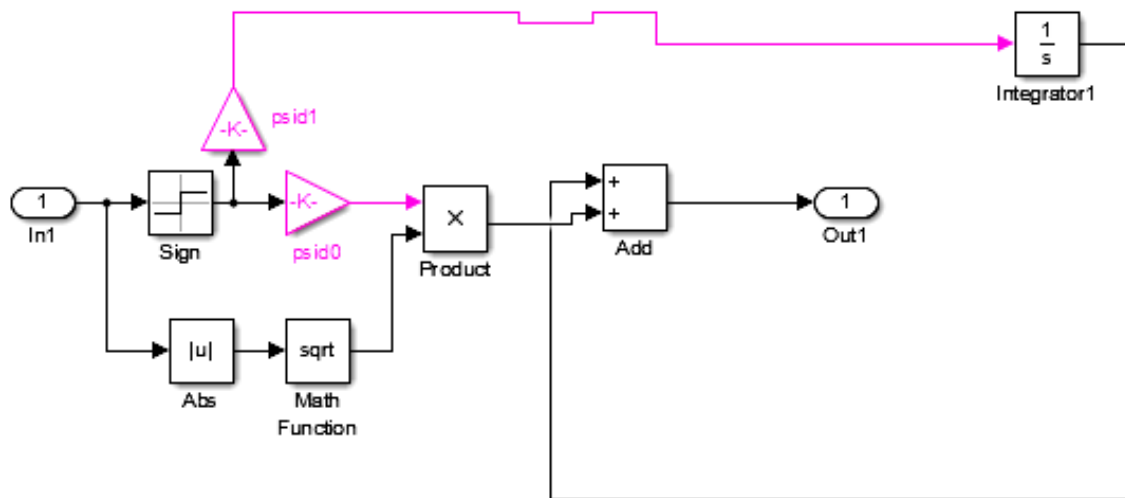 1
s
Integrator1
-K-
psid1
1
In1
Sign
-K-
psid0
×
Product
+
+
Add
1
Out1
|u|
Abs
sqrt
Math
Function